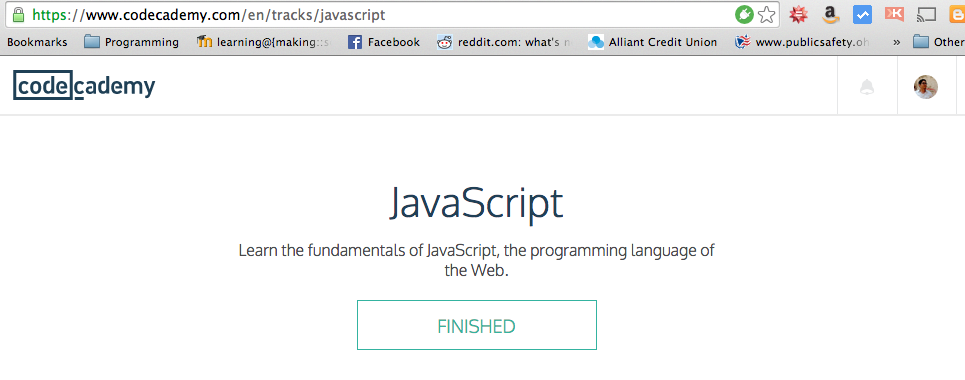 https://www.codecademy.com/en/tracks/javascript
Bookmarks Programming learning@{making::s Facebook reddit.com: what's n Alliant Credit Union www.publicsafety.oh » Other
codecademy
JavaScript
Learn the fundamentals of JavaScript, the programming language of
the Web.
FINISHED